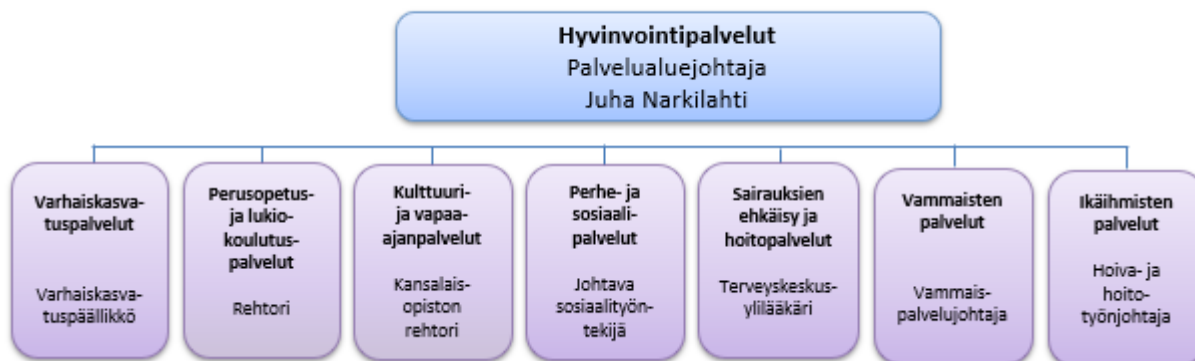 Hyvinvointipalvelut
Palvelualuejohtaja
Juha Narkilahti
Varhaiskasva-
tuspalvelut
Varhaiskasva-
tuspäällikkö
Perusopetus-
ja lukio-
koulutus-
palvelut
Rehtori
Kulttuuri-
ja vapaa-
ajanpalvelut
Kansalais-
opiston
rehtori
Perhe- ja
sosiaali-
palvelut
Johtava
sosiaalityön-
tekijä
Sairauksien
ehkäisy ja
hoitopalvelut
Terveyskeskus-
ylilääkäri
Vammaisten
palvelut
Vammais-
palvelujohtaja
Ikäihmisten
palvelut
Hoiva- ja
hoito-
työnjohtaja